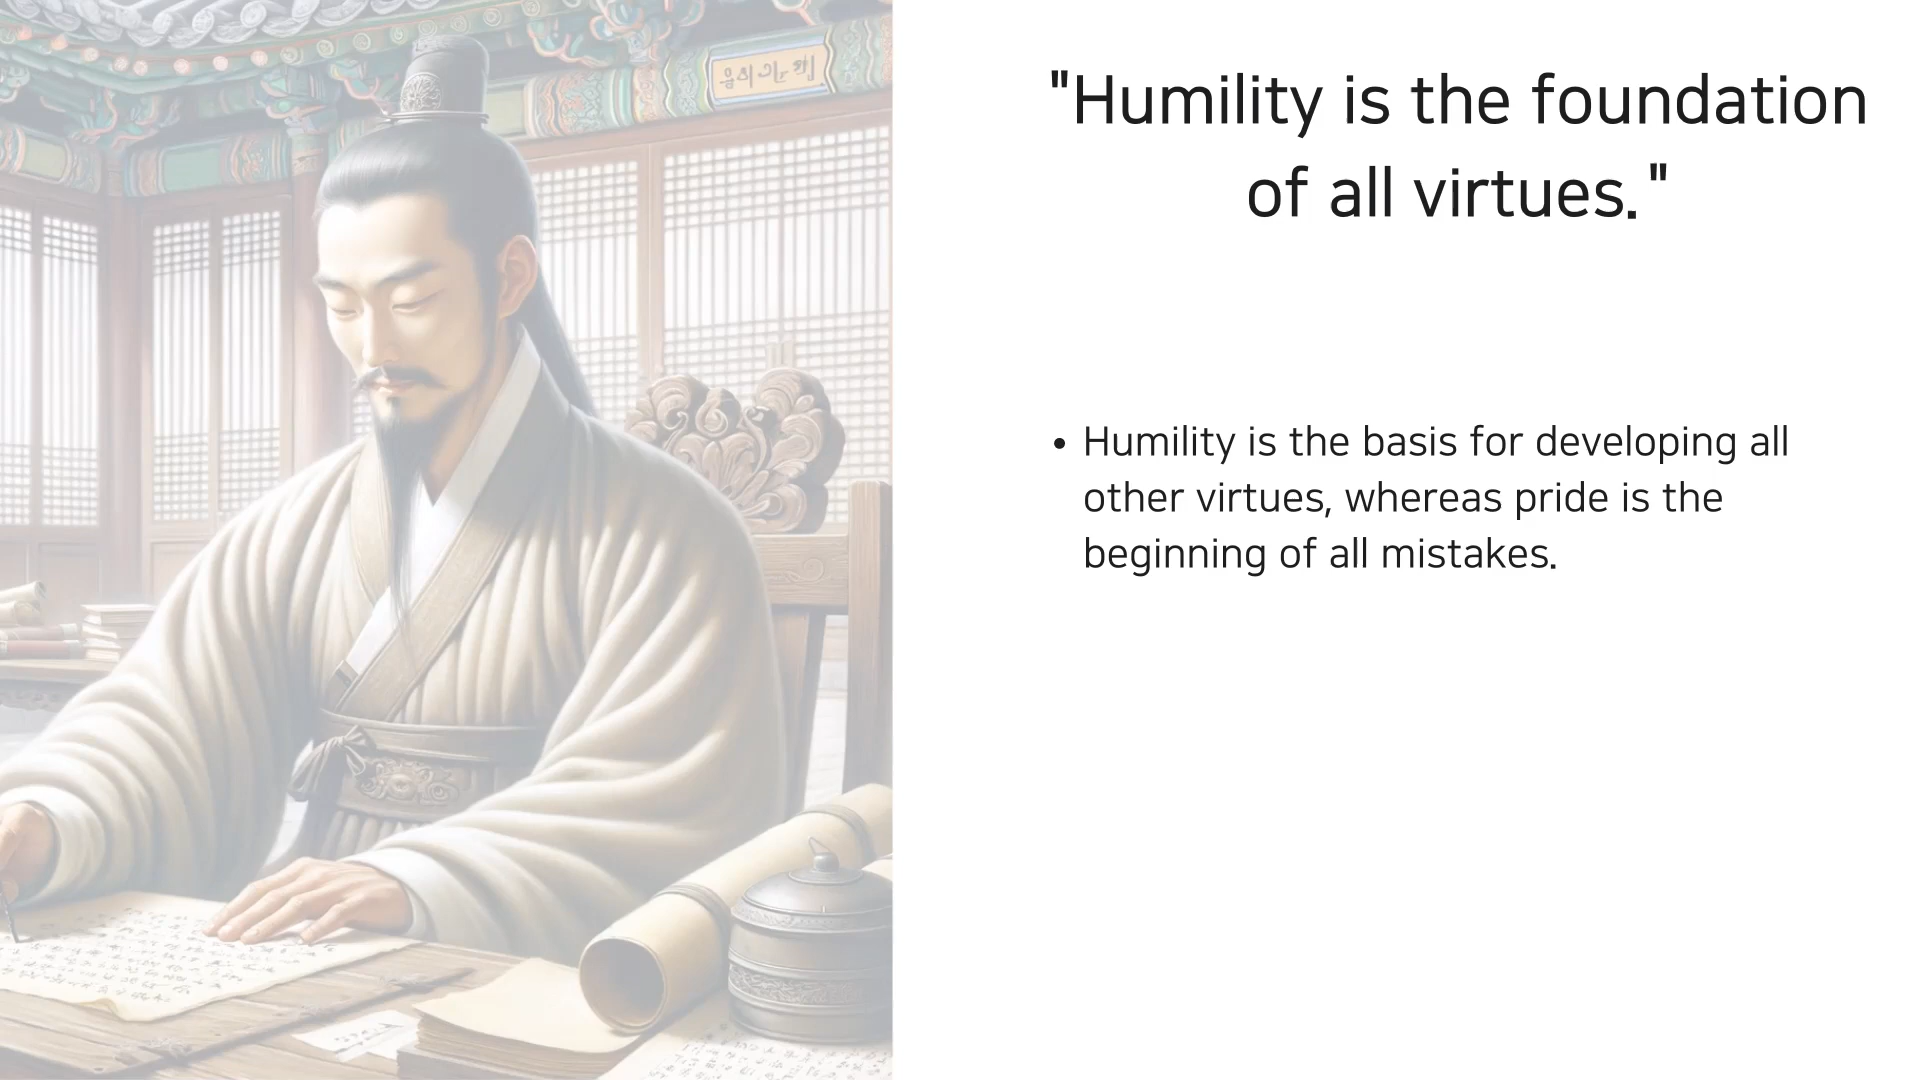 "Humility is the foundation
of all virtues."
• Humility is the basis for developing all
other virtues, whereas pride is the
beginning of all mistakes.